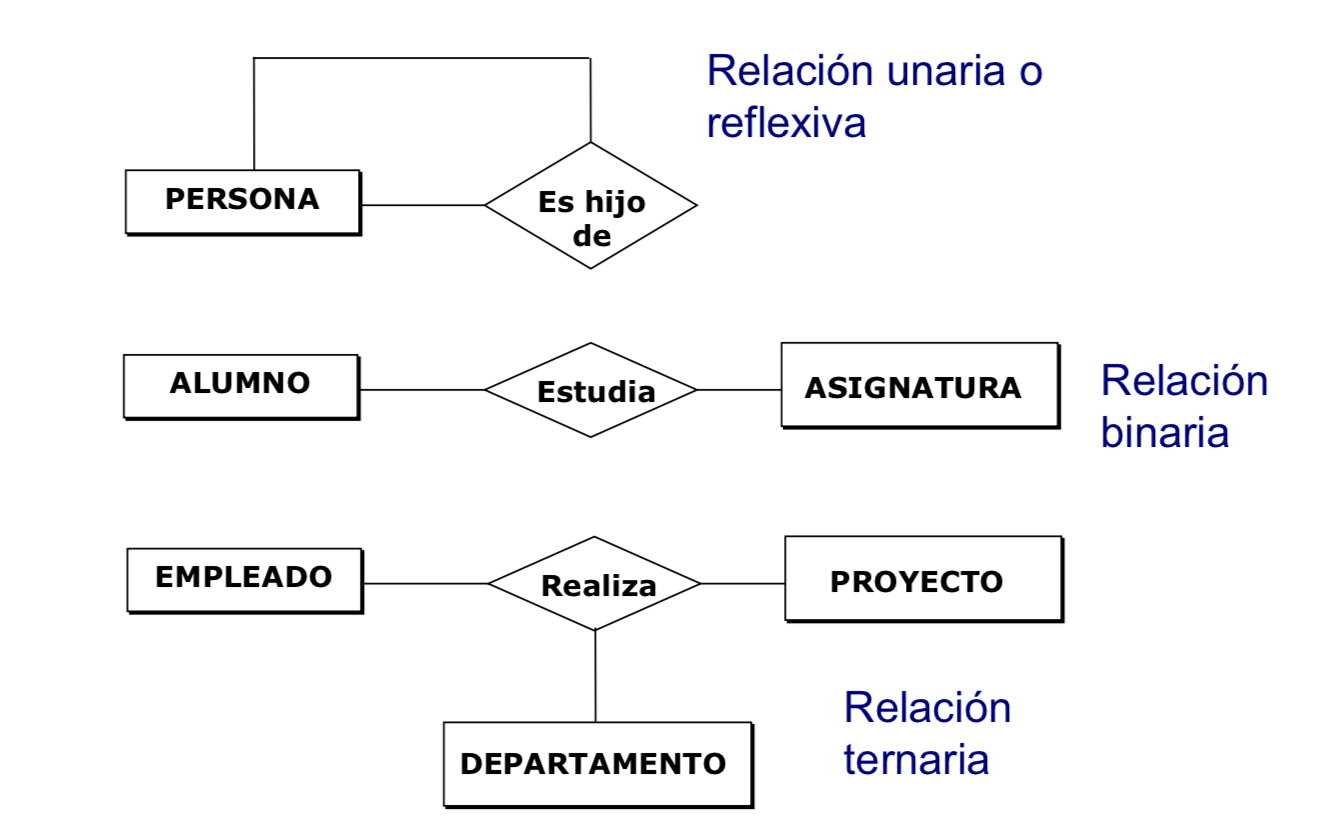 Relación unaria o
reflexiva
PERSONA
Es hijo
de
ALUMNO
Estudia
ASIGNATURA
Relación
binaria
EMPLEADO
Realiza
PROYECTO
Relación
ternaria
DEPARTAMENTO